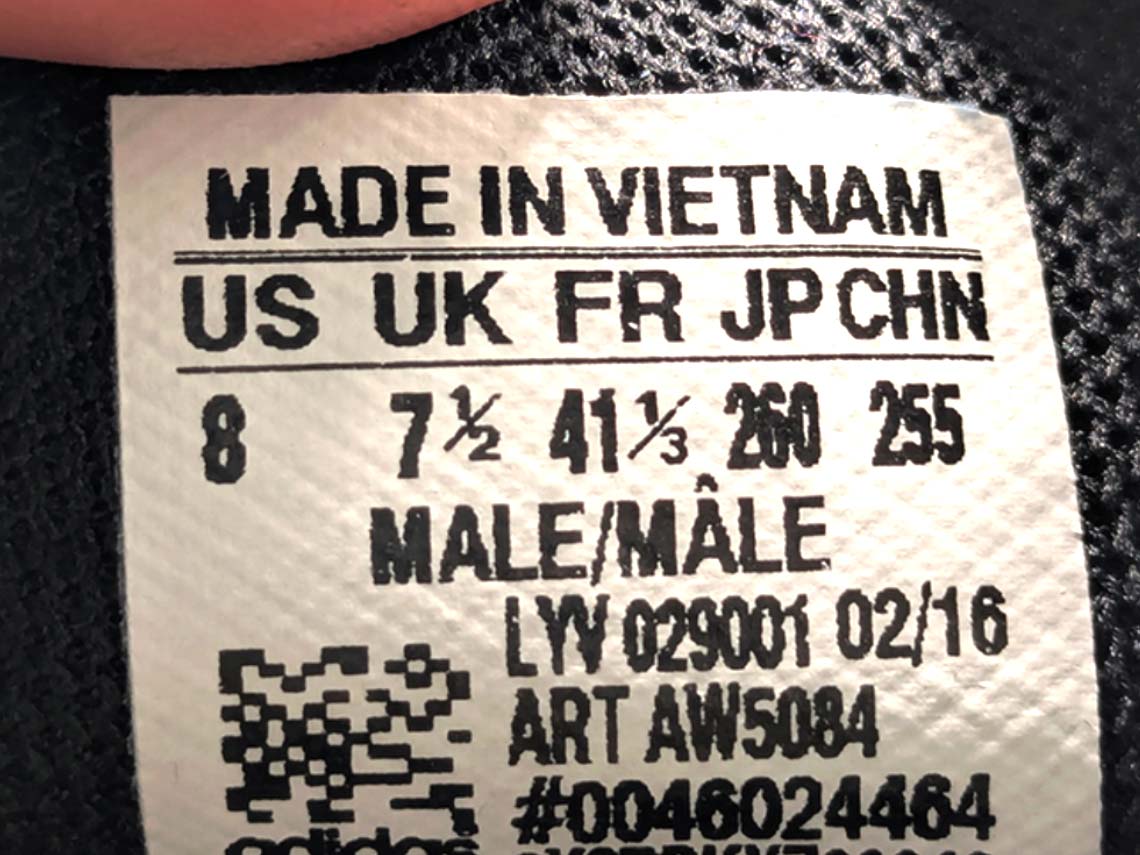 MADE IN VIETNAM
US UK FR JP CHN
8 7½ 41⅓ 260 255
MALE/MÂLE
LYV 029001 02/16
ART AW5084
#0046024464
adidas